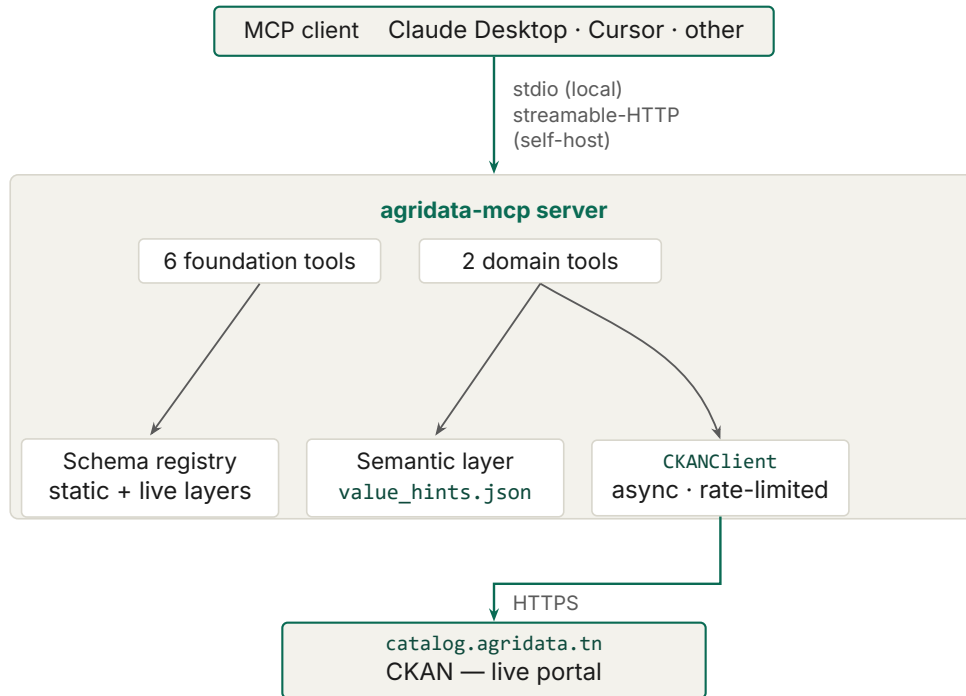 MCP client Claude Desktop · Cursor · other
stdio (local)
streamable-HTTP
(self-host)
agridata-mcp server
6 foundation tools
2 domain tools
Schema registry
static + live layers
Semantic layer
value_hints.json
CKANClient
async · rate-limited
HTTPS
catalog.agridata.tn
CKAN — live portal